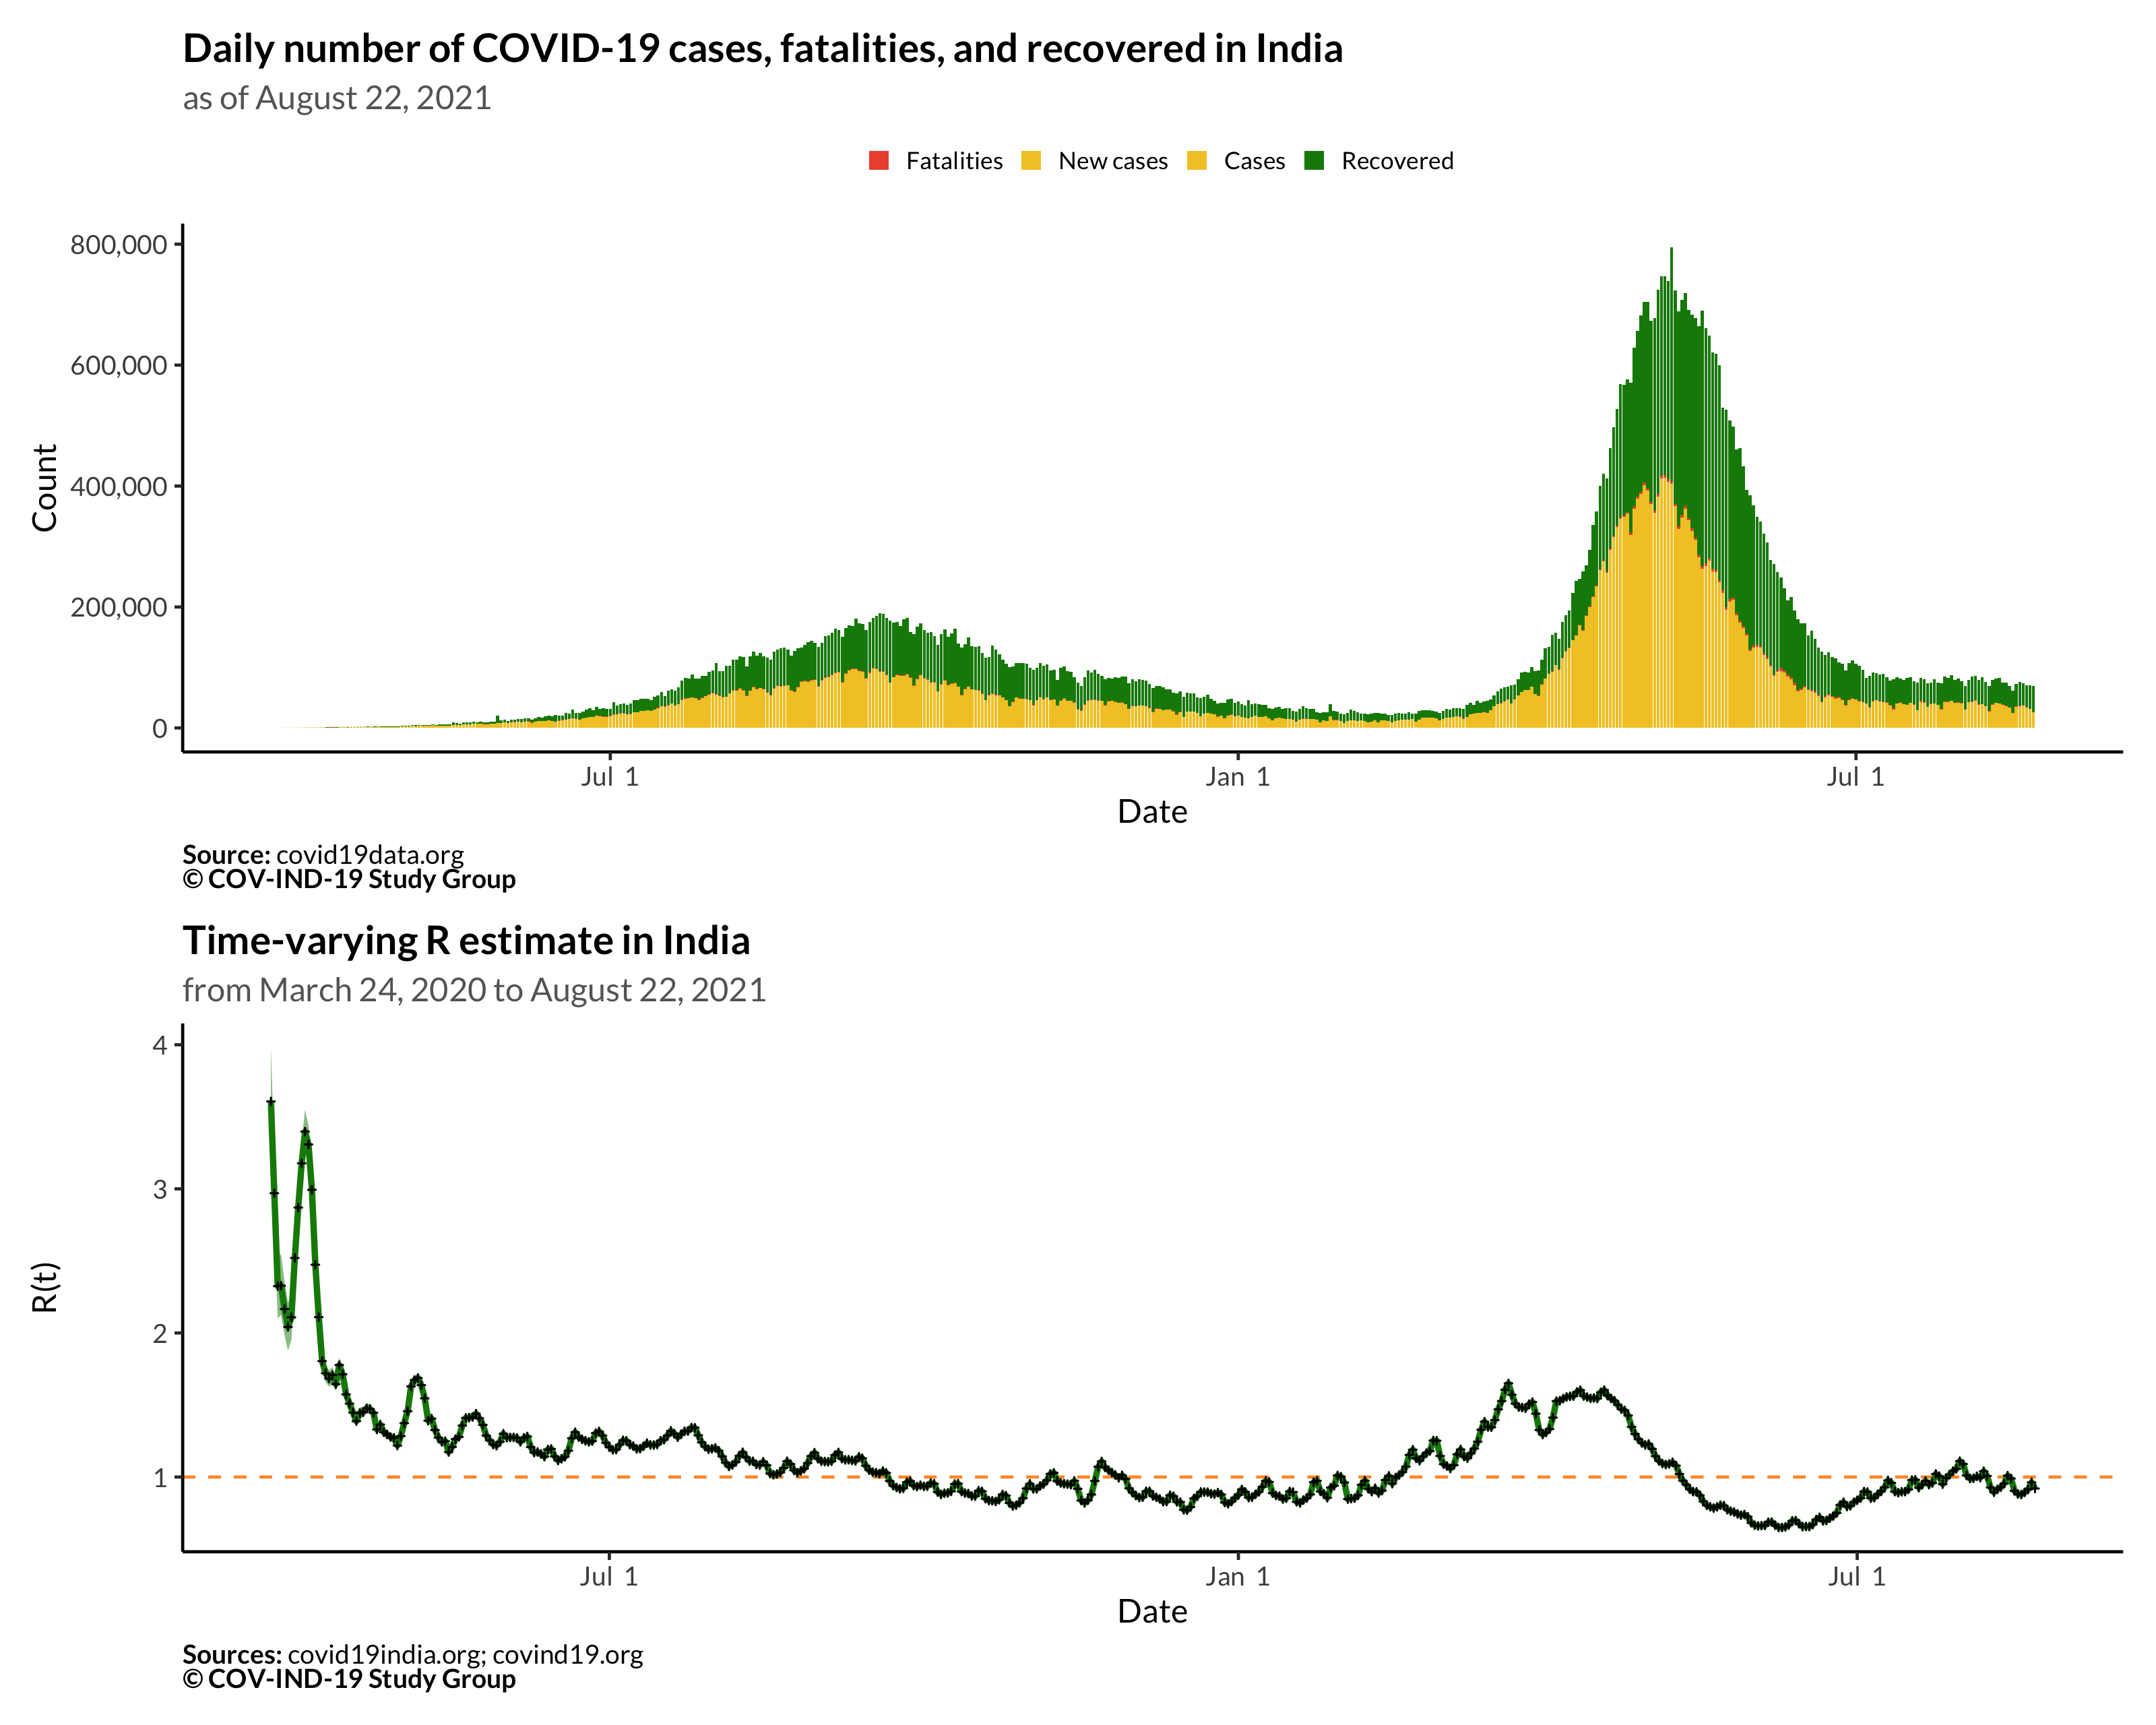 Daily number of COVID-19 cases, fatalities, and recovered in India
as of August 22, 2021
Fatalities New cases Cases Recovered
Count
800,000
600,000
400,000
200,000
0
Jul 1 Jan 1 Jul 1
Date
Source: covid19data.org
© COV-IND-19 Study Group
Time-varying R estimate in India
from March 24, 2020 to August 22, 2021
R(t)
4
3
2
1
Jul 1 Jan 1 Jul 1
Date
Sources: covid19india.org; covind19.org
© COV-IND-19 Study Group